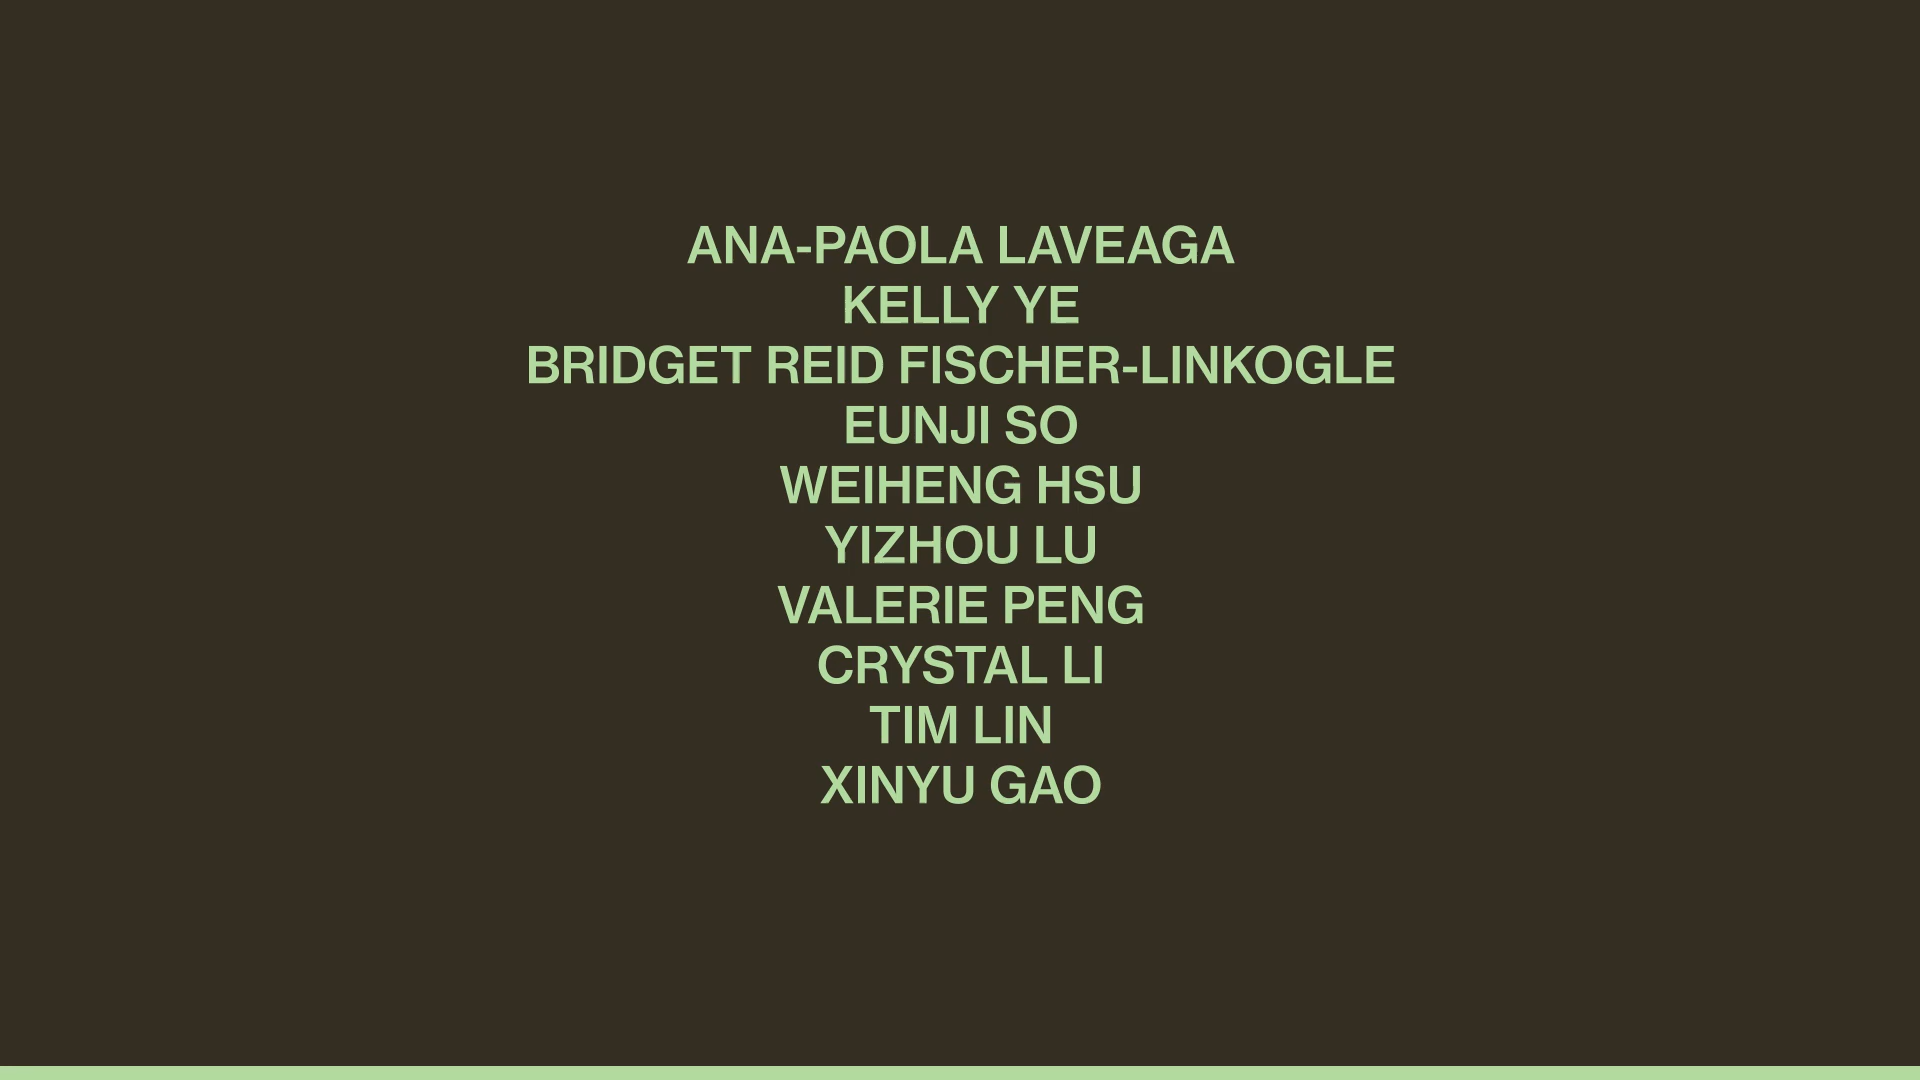 ANA-PAOLA LAVEAGA
KELLY YE
BRIDGET REID FISCHER-LINKOGLE
EUNJI SO
WEIHENG HSU
YIZHOU LU
VALERIE PENG
CRYSTAL LI
TIM LIN
XINYU GAO